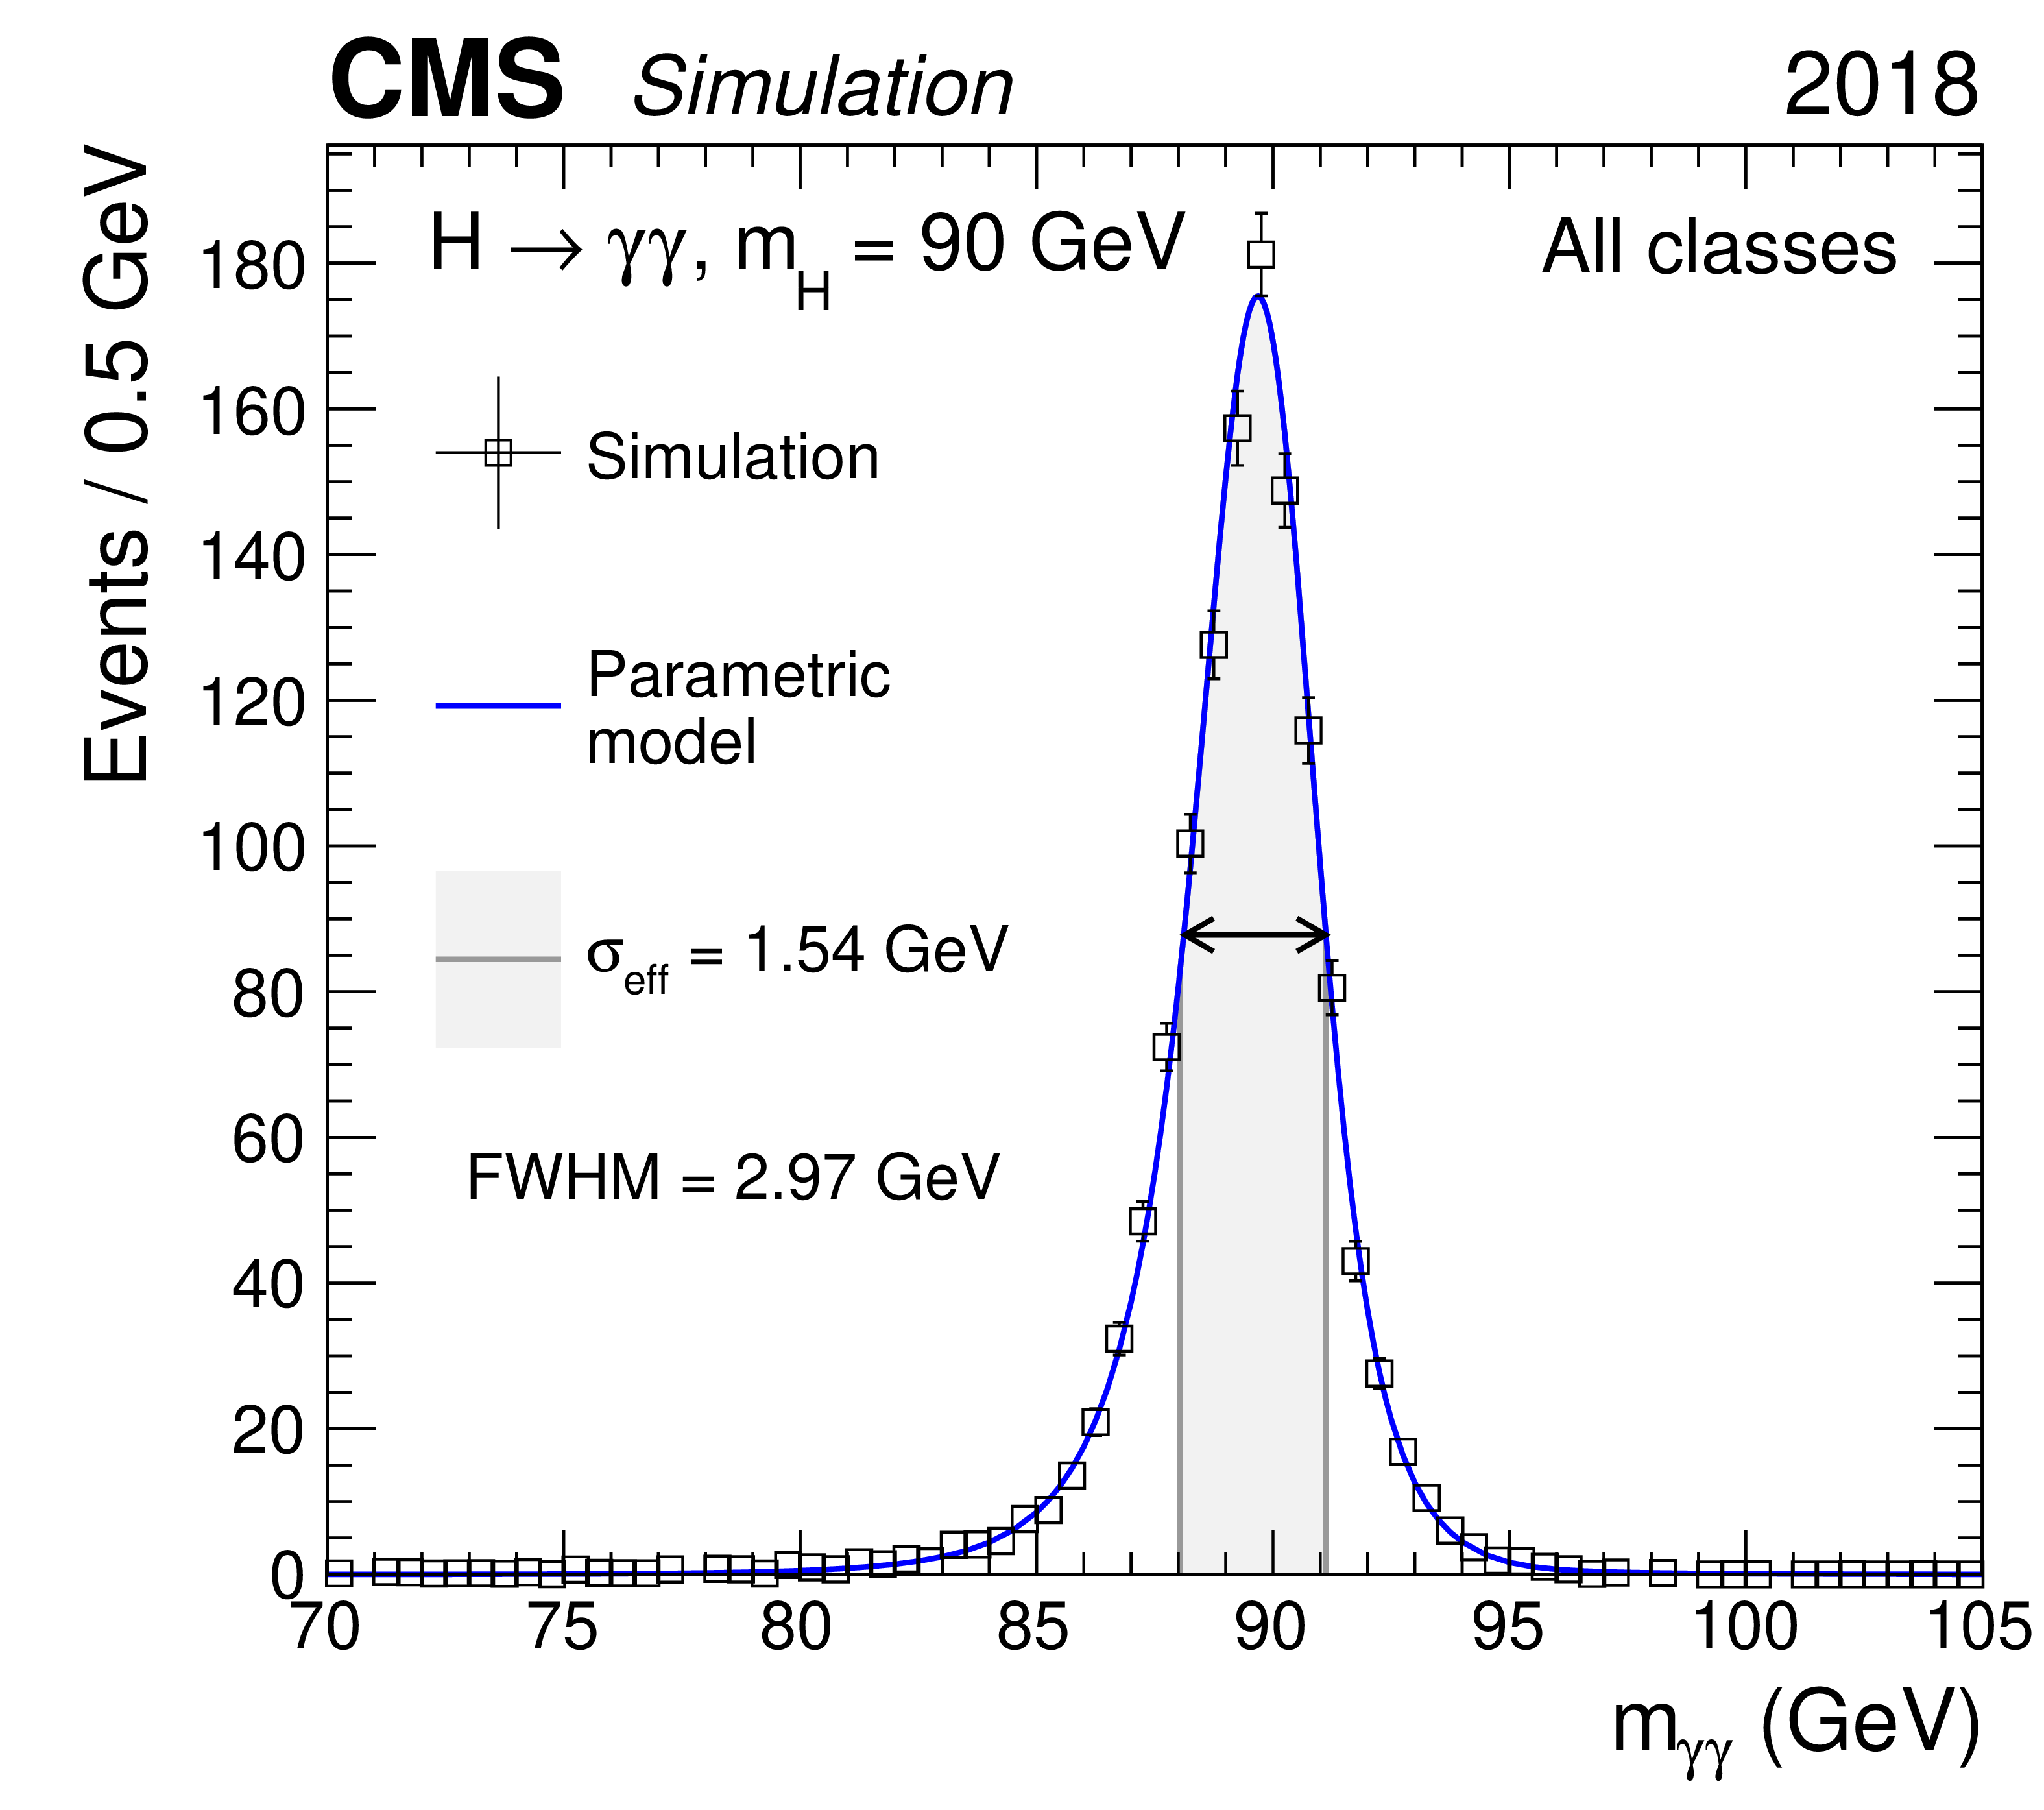 CMS Simulation 2018
Events / 0.5 GeV
H → γγ, m_H = 90 GeV
All classes
Simulation
Parametric
model
σ_eff = 1.54 GeV
FWHM = 2.97 GeV
180
160
140
120
100
80
60
40
20
0
70 75 80 85 90 95 100 105
m_γγ (GeV)